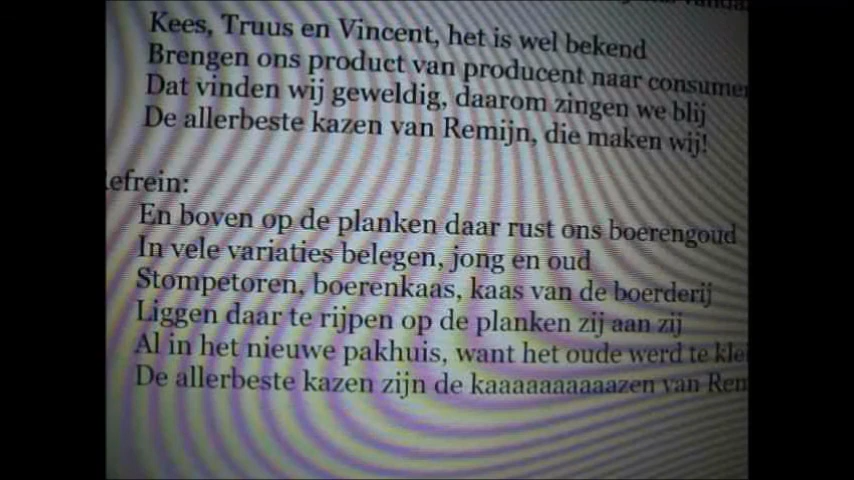 Kees, Truus en Vincent, het is wel bekend
Brengen ons product van producent naar consume
Dat vinden wij geweldig, daarom zingen we blij
De allerbeste kazen van Remijn, die maken wij!
efrein:
En boven op de planken daar rust ons boerengoud
In vele variaties belegen, jong en oud
Stompetoren, boerenkaas, kaas van de boerderij
Liggen daar te rijpen op de planken zij aan zij
Al in het nieuwe pakhuis, want het oude werd te klei
De allerbeste kazen zijn de kaaaaaaaaaazen van Rem